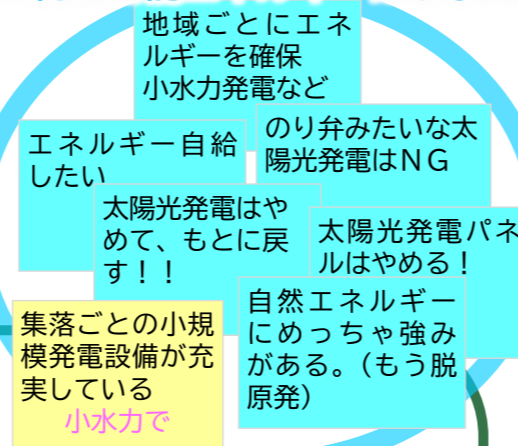 地域ごとにエネ
ルギーを確保
小水力発電など
のり弁みたいな太
陽光発電はNG
エネルギー自給
したい
太陽光発電はや
めて、もとに戻
す！！
太陽光発電パネ
ルはやめる！
自然エネルギー
にめっちゃ強み
がある。（もう脱
原発）
集落ごとの小規
模発電設備が充
実している
小水力で